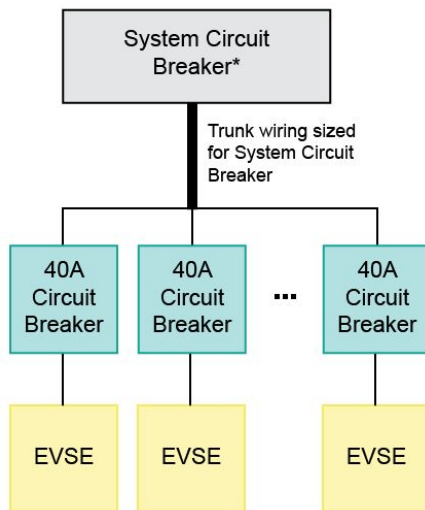 System Circuit
Breaker*
Trunk wiring sized
for System Circuit
Breaker
40A
Circuit
Breaker
40A
Circuit
Breaker
...
40A
Circuit
Breaker
EVSE
EVSE
EVSE